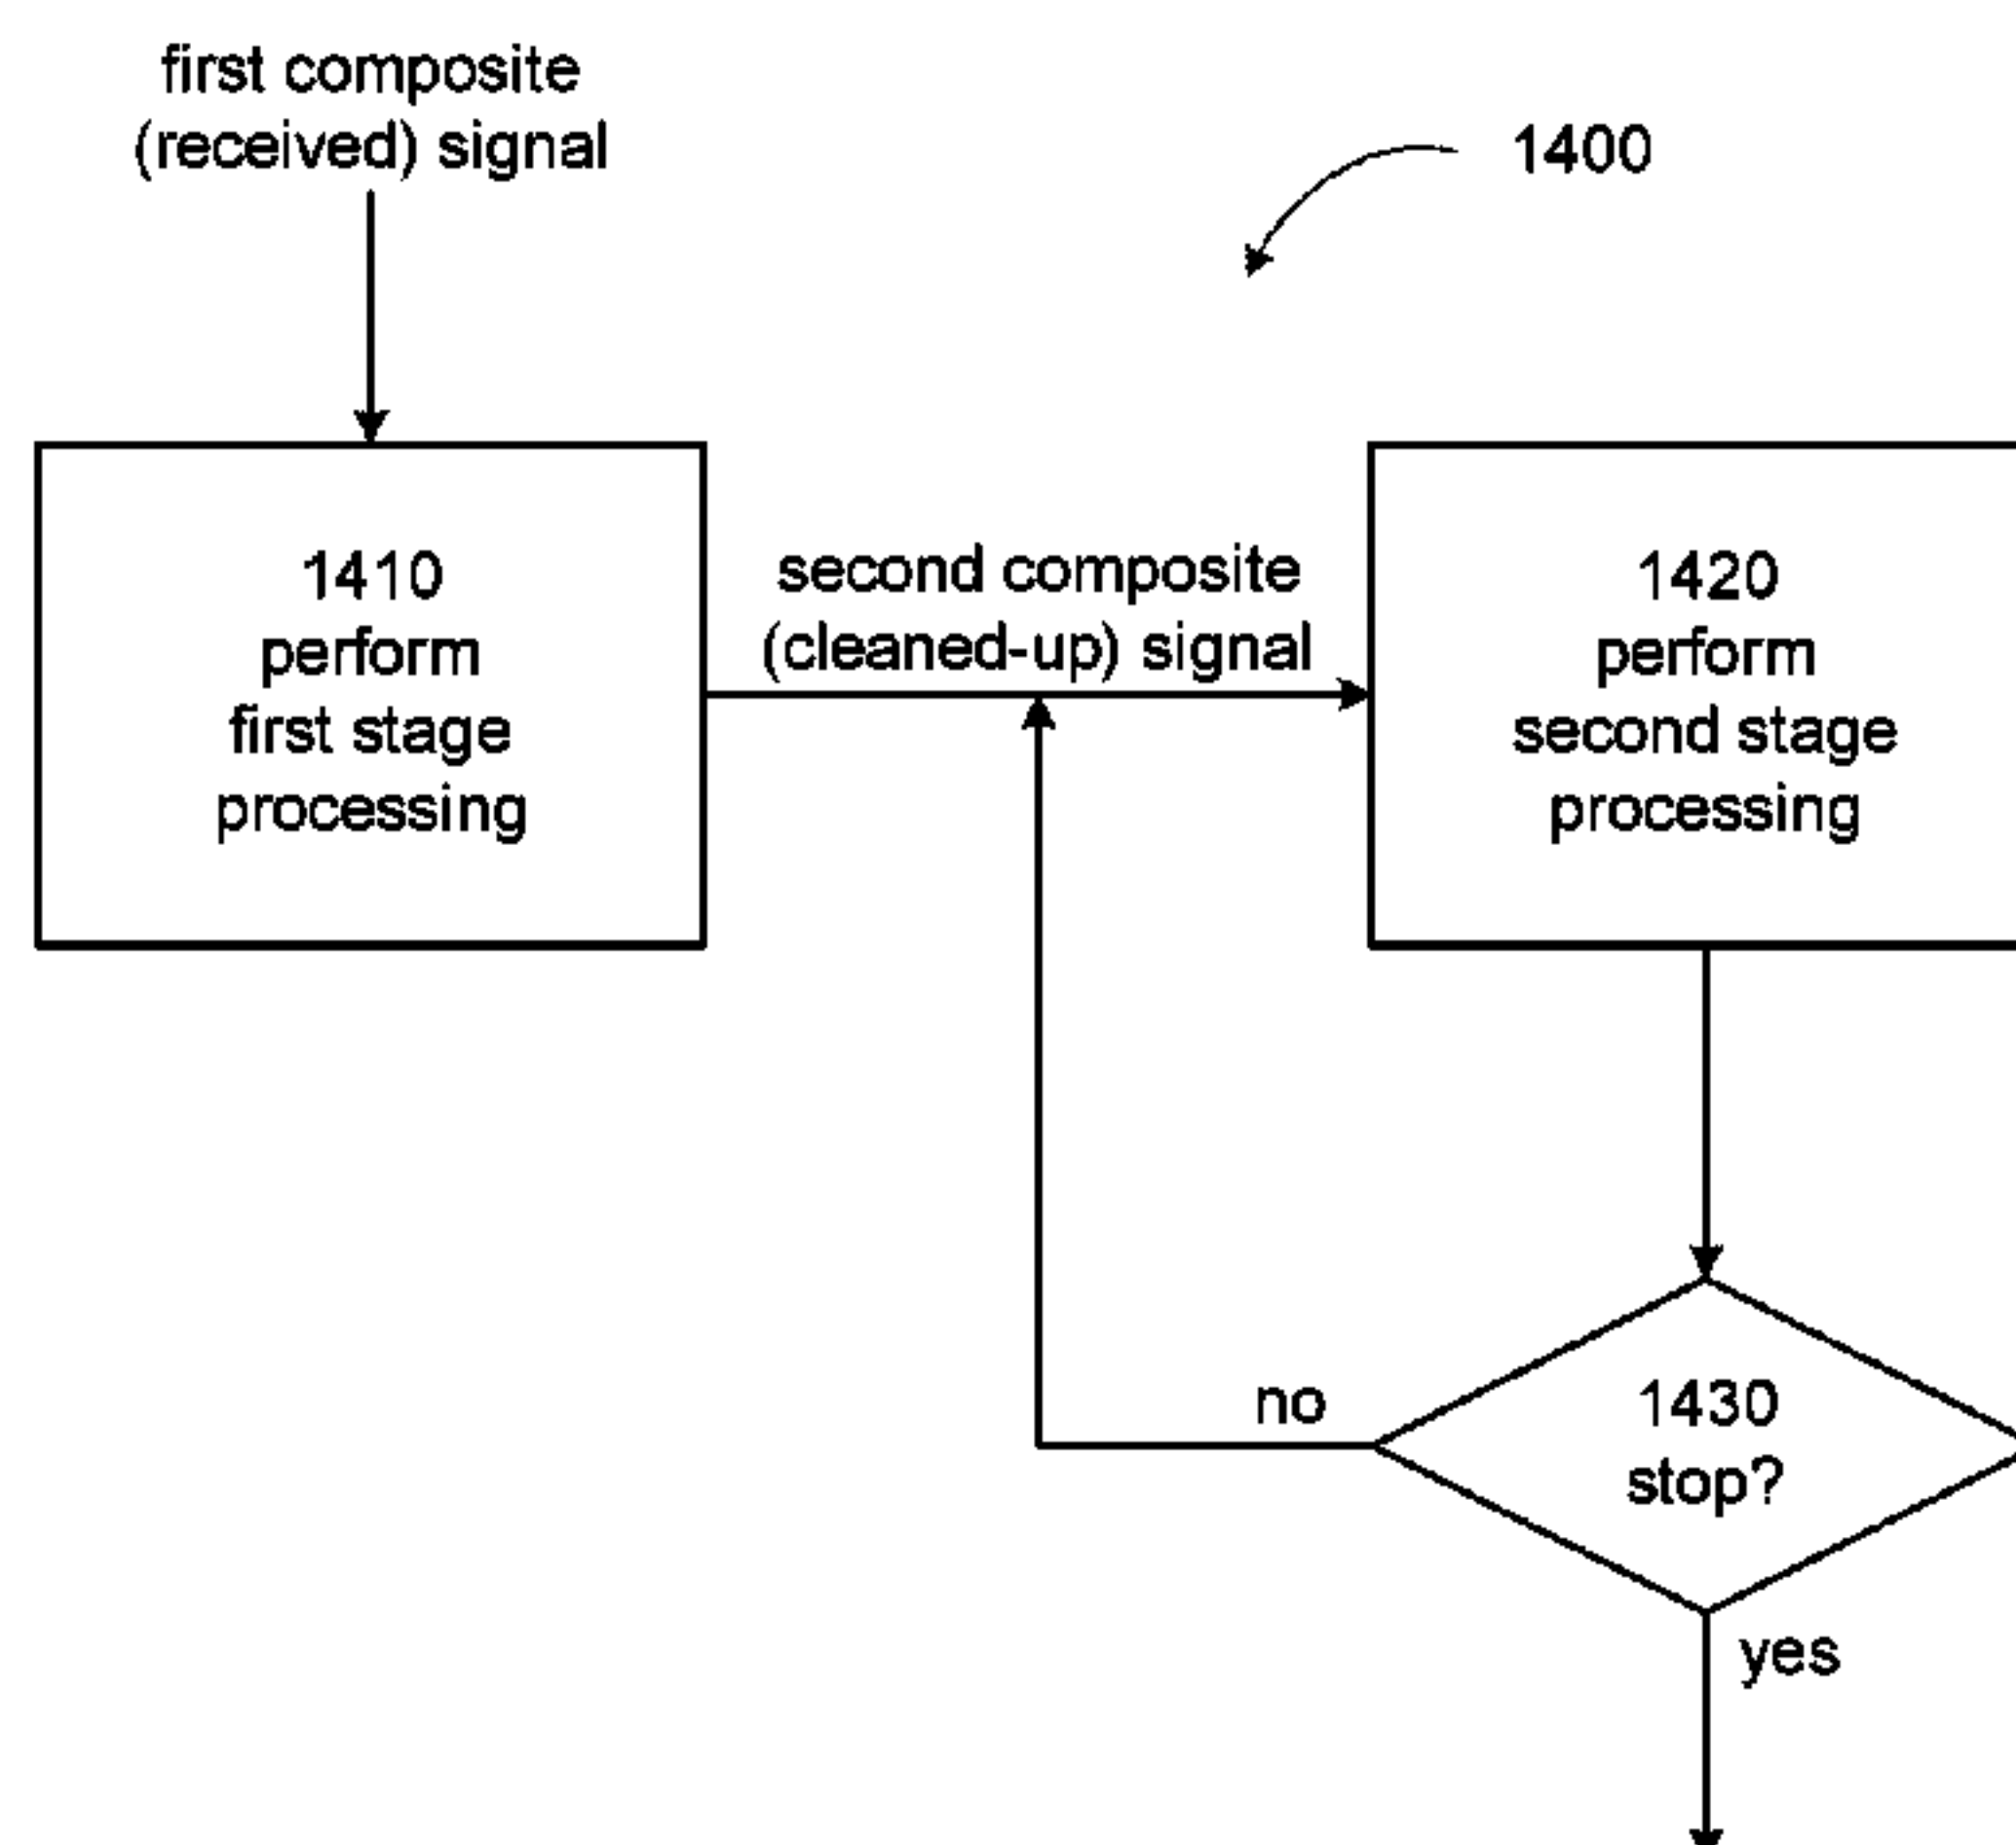 first composite
(received) signal
1400
1410
perform
first stage
processing
second composite
(cleaned-up) signal
1420
perform
second stage
processing
1430
stop?
no
yes